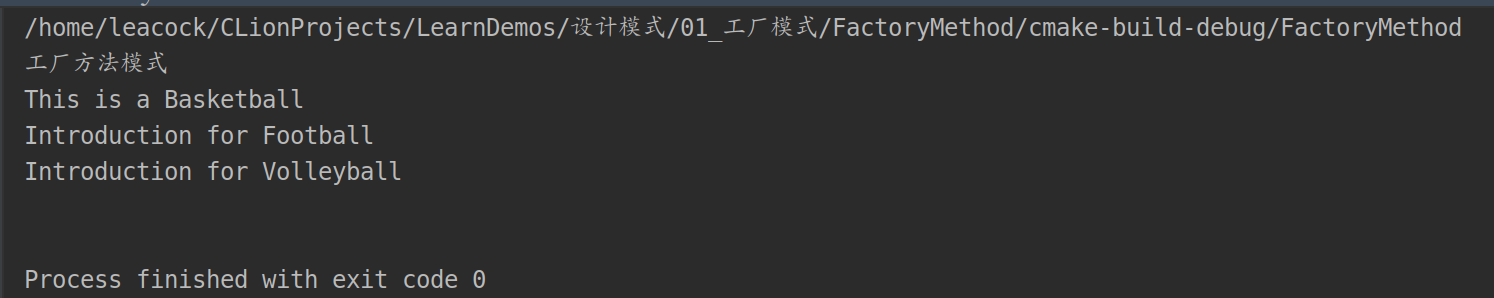 /home/leacock/CLionProjects/LearnDemos/设计模式/01_工厂模式/FactoryMethod/cmake-build-debug/FactoryMethod
工厂方法模式
This is a Basketball
Introduction for Football
Introduction for Volleyball
Process finished with exit code 0